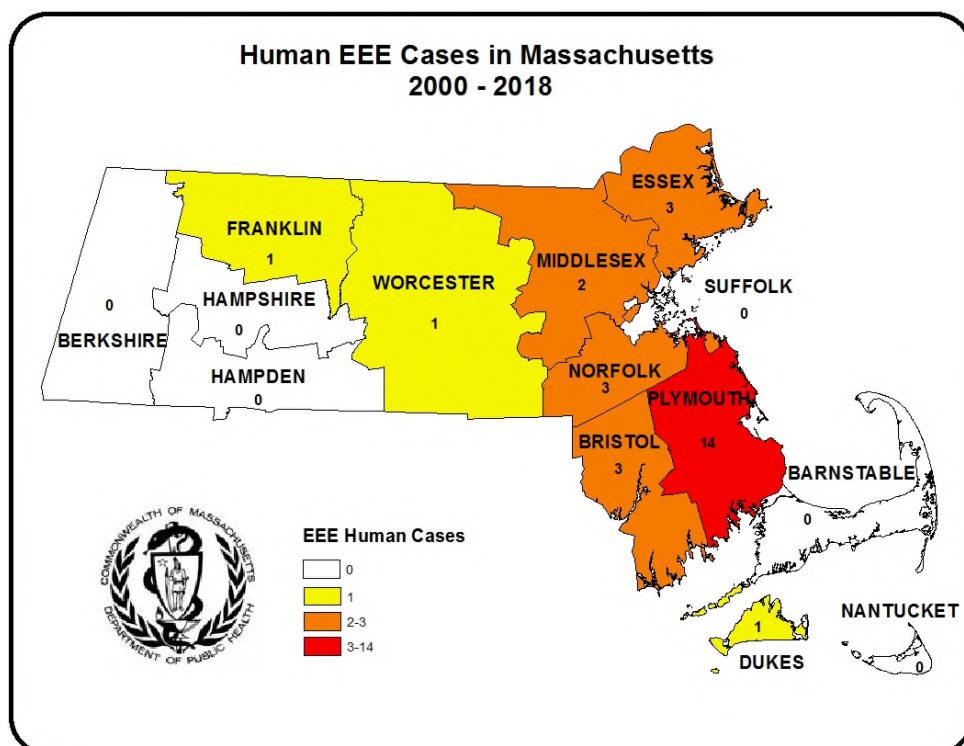 Human EEE Cases in Massachusetts
2000 - 2018
ESSEX
3
FRANKLIN
1
MIDDLESEX
2
WORCESTER
1
SUFFOLK
0
HAMPSHIRE
0
0
BERKSHIRE
HAMPDEN
0
NORFOLK
3
PLYMOUTH
14
BRISTOL
3
BARNSTABLE
0
NANTUCKET
0
1
DUKES
COMMONWEALTH OF MASSACHUSETTS
DEPARTMENT OF PUBLIC HEALTH
EEE Human Cases
0
1
2-3
3-14